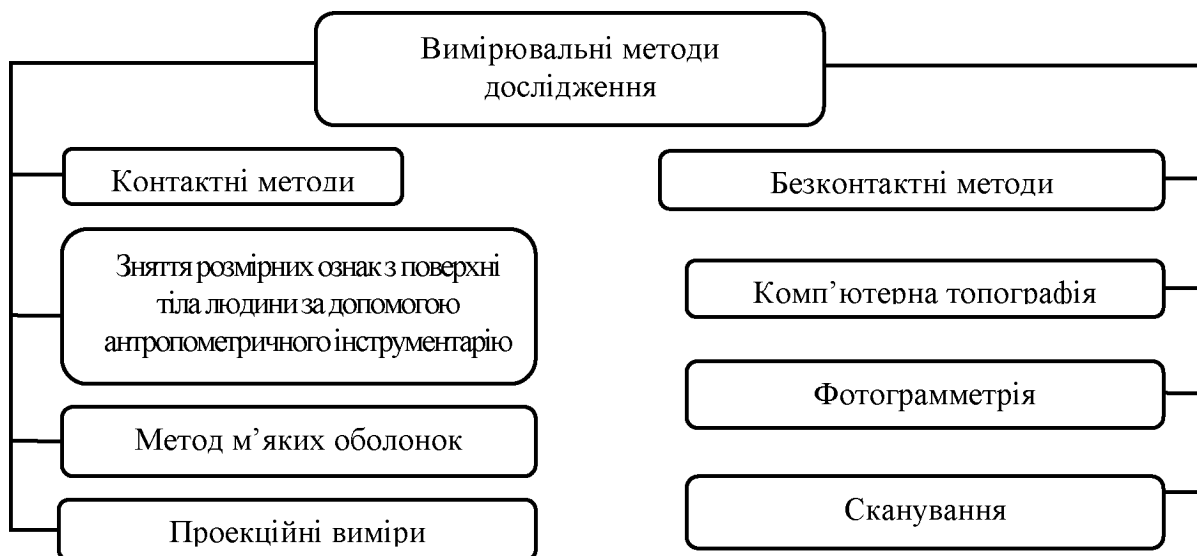 Вимірювальні методи
дослідження
Контактні методи
Зняття розмірних ознак з поверхні
тіла людини за допомогою
антропометричного інструментарію
Метод м’яких оболонок
Проекційні виміри
Безконтактні методи
Комп’ютерна топографія
Фотограмметрія
Сканування